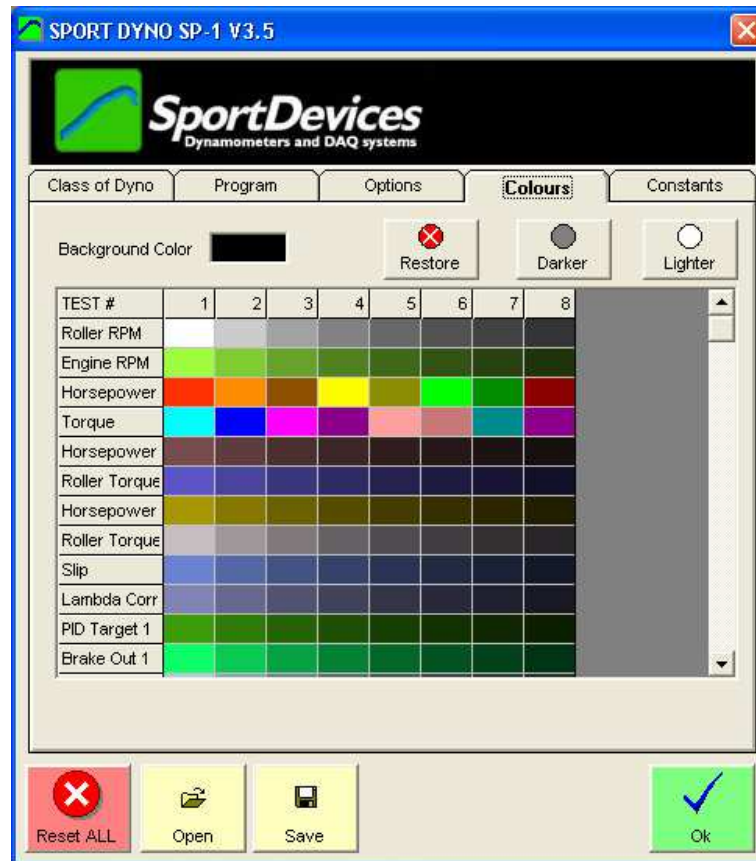 SPORT DYNO SP-1 V3.5
SportDevices
Dynamometers and DAQ systems
Class of Dyno Program Options Colours Constants
Background Color Restore Darker Lighter
TEST # 1 2 3 4 5 6 7 8
Roller RPM
Engine RPM
Horsepower
Torque
Horsepower
Roller Torque
Horsepower
Roller Torque
Slip
Lambda Corr
PID Target 1
Brake Out 1
Reset ALL Open Save Ok